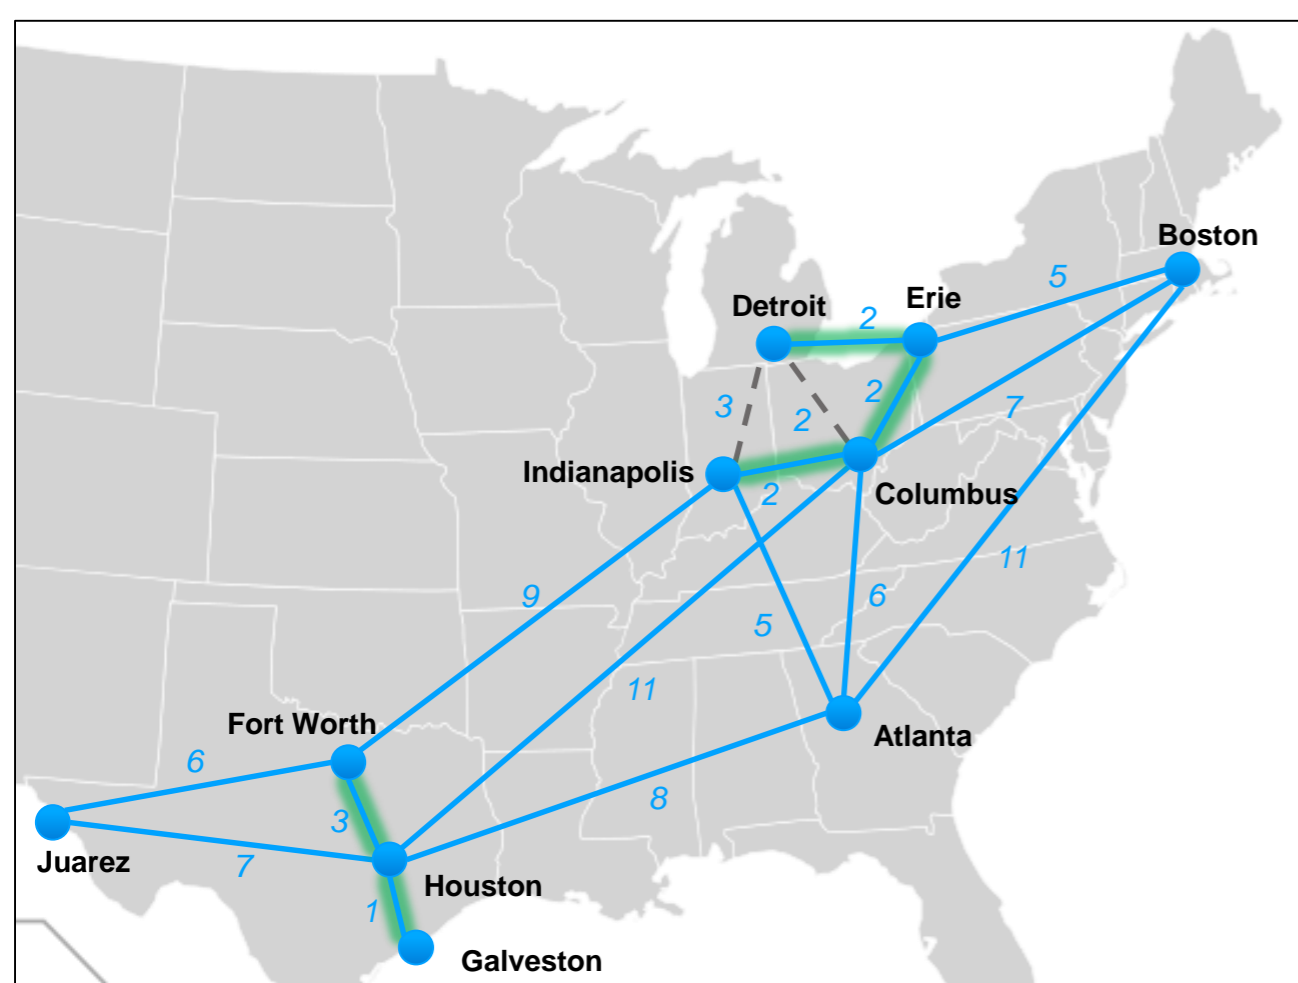 Boston
5
Erie
Detroit
2
2
3
2
7
Indianapolis
2
Columbus
11
9
6
5
11
Fort Worth
Atlanta
6
8
3
Juarez
7
Houston
1
Galveston